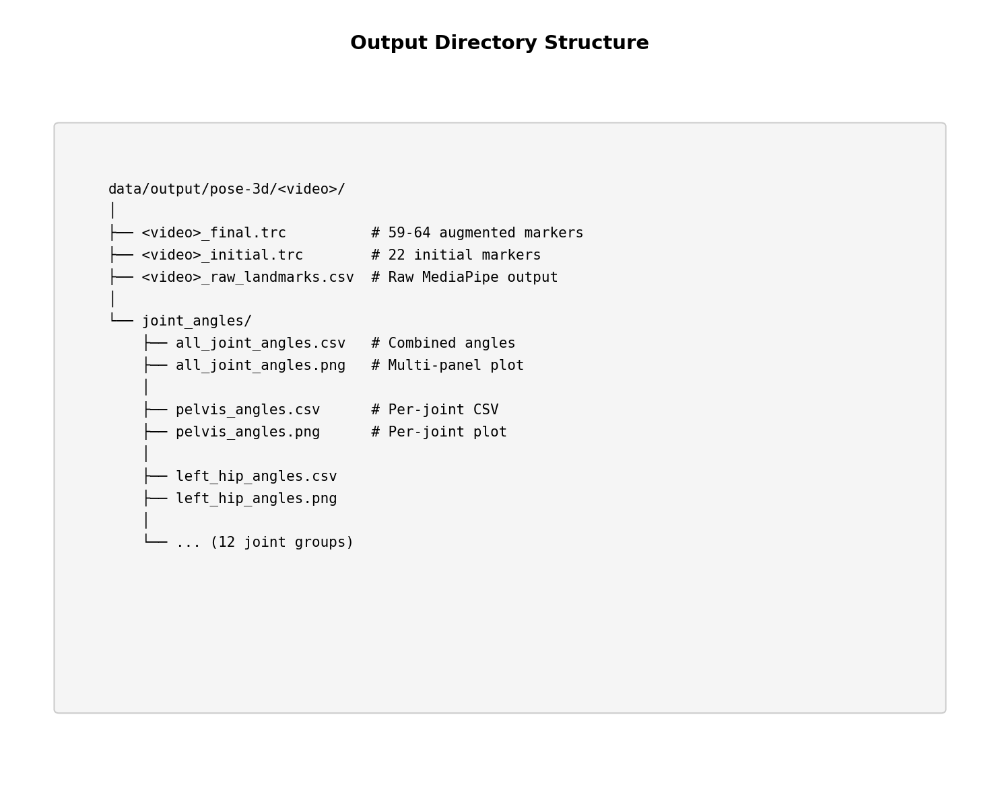 Output Directory Structure
data/output/pose-3d/<video>/
│
├── <video>_final.trc          # 59-64 augmented markers
├── <video>_initial.trc        # 22 initial markers
├── <video>_raw_landmarks.csv  # Raw MediaPipe output
│
└── joint_angles/
    ├── all_joint_angles.csv   # Combined angles
    ├── all_joint_angles.png   # Multi-panel plot
    │
    ├── pelvis_angles.csv      # Per-joint CSV
    ├── pelvis_angles.png      # Per-joint plot
    │
    ├── left_hip_angles.csv
    ├── left_hip_angles.png
    │
    └── ... (12 joint groups)